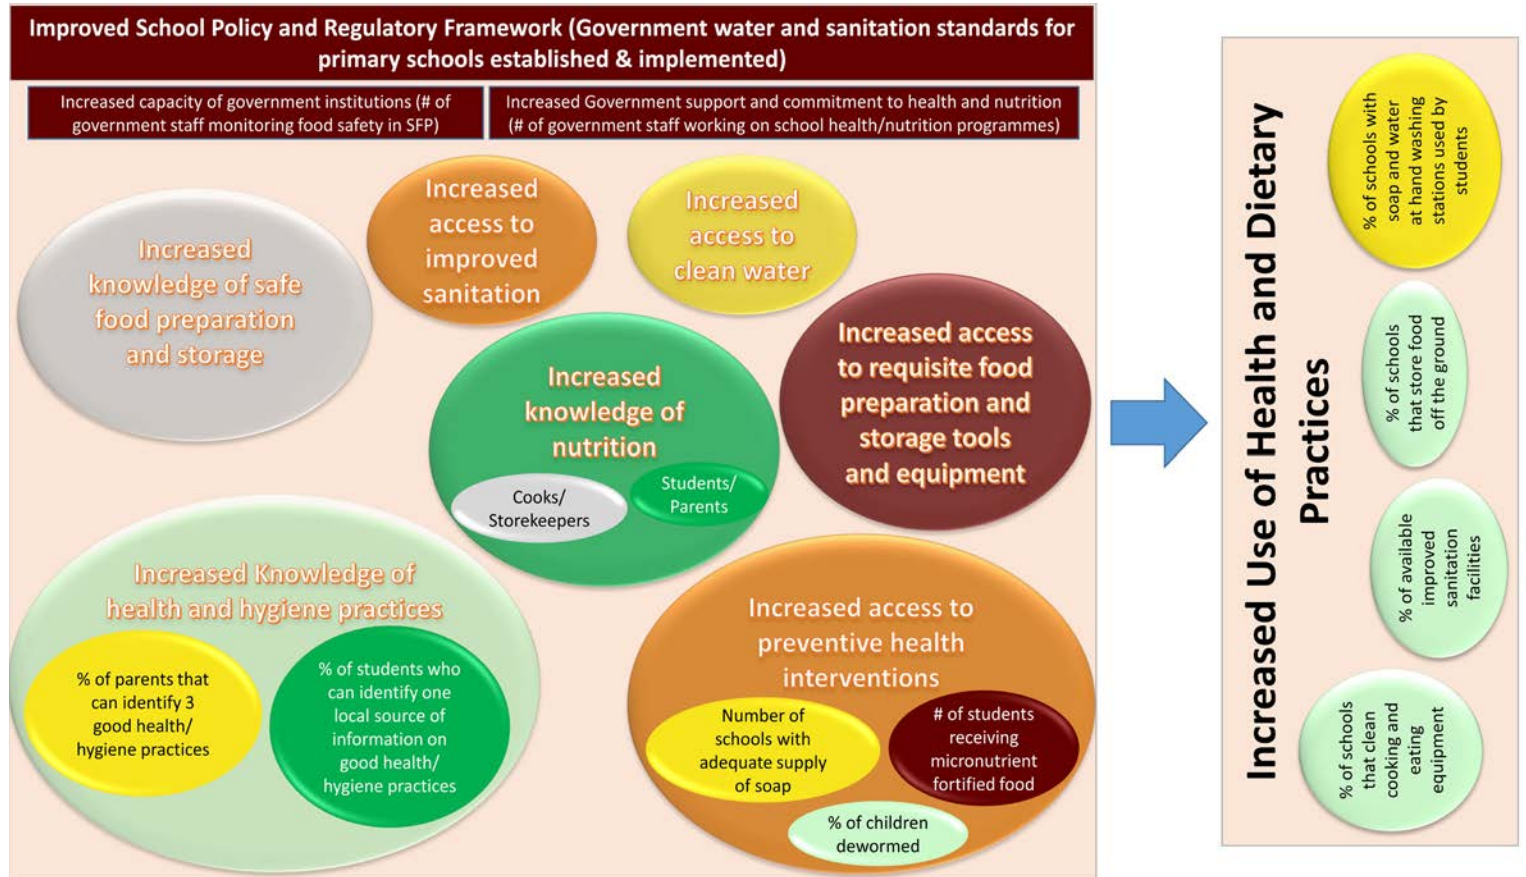 Improved School Policy and Regulatory Framework (Government water and sanitation standards for
primary schools established & implemented)
Increased capacity of government institutions (# of
government staff monitoring food safety in SFP)
Increased Government support and commitment to health and nutrition
(# of government staff working on school health/nutrition programmes)
Increased
knowledge of safe
food preparation
and storage
Increased
access to
improved
sanitation
Increased
access to
clean water
Increased
knowledge of
nutrition
Cooks/
Storekeepers
Students/
Parents
Increased access
to requisite food
preparation and
storage tools
and equipment
Increased Knowledge of
health and hygiene practices
% of parents that
can identify 3
good health/
hygiene practices
% of students who
can identify one
local source of
information on
good health/
hygiene practices
Increased access to
preventive health
interventions
Number of
schools with
adequate supply
of soap
# of students
receiving
micronutrient
fortified food
% of children
dewormed
Increased Use of Health and Dietary
Practices
% of schools with
soap and water
at hand washing
stations used by
students
% of schools
that store food
off the ground
% of available
improved
sanitation
facilities
% of schools
that clean
cooking and
eating
equipment